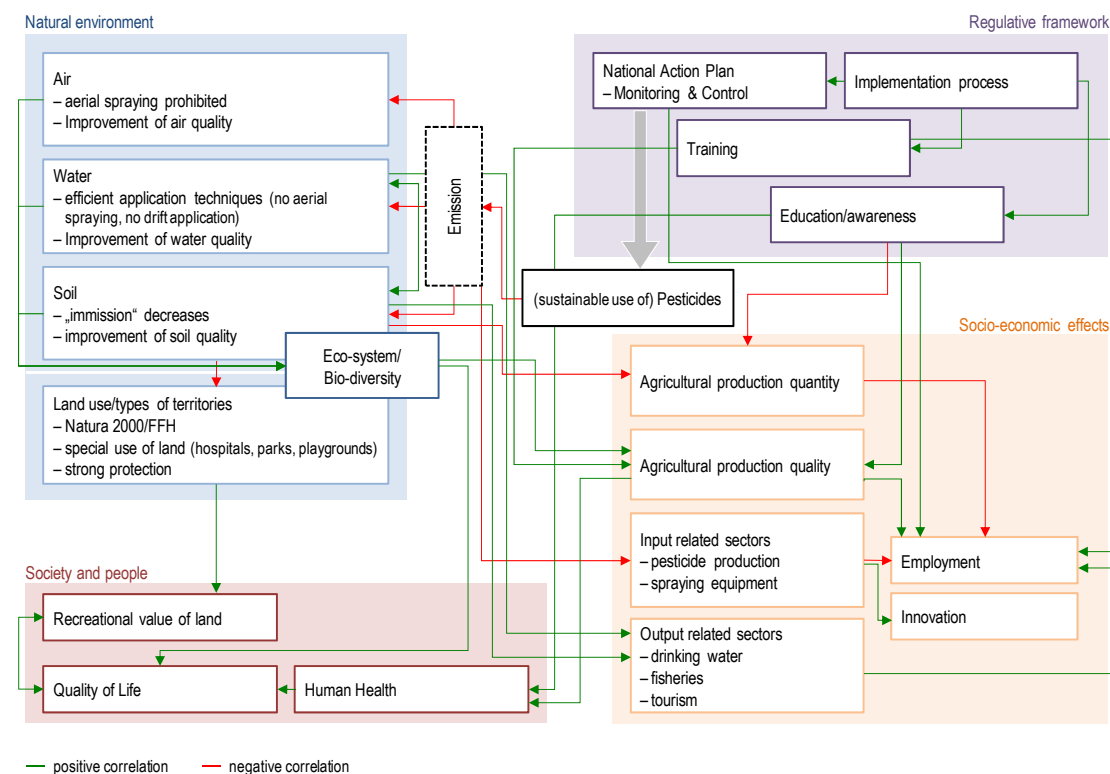 Natural environment
Regulative framework
Air
– aerial spraying prohibited
– Improvement of air quality
National Action Plan
– Monitoring & Control
Implementation process
Training
Water
– efficient application techniques (no aerial
spraying, no drift application)
– Improvement of water quality
Emission
Education/awareness
Soil
– „immission“ decreases
– improvement of soil quality
(sustainable use of) Pesticides
Socio-economic effects
Eco-system/
Bio-diversity
Agricultural production quantity
Land use/types of territories
– Natura 2000/FFH
– special use of land (hospitals, parks, playgrounds)
– strong protection
Agricultural production quality
Input related sectors
– pesticide production
– spraying equipment
Employment
Society and people
Recreational value of land
Innovation
Output related sectors
– drinking water
– fisheries
– tourism
Quality of Life
Human Health
positive correlation
negative correlation